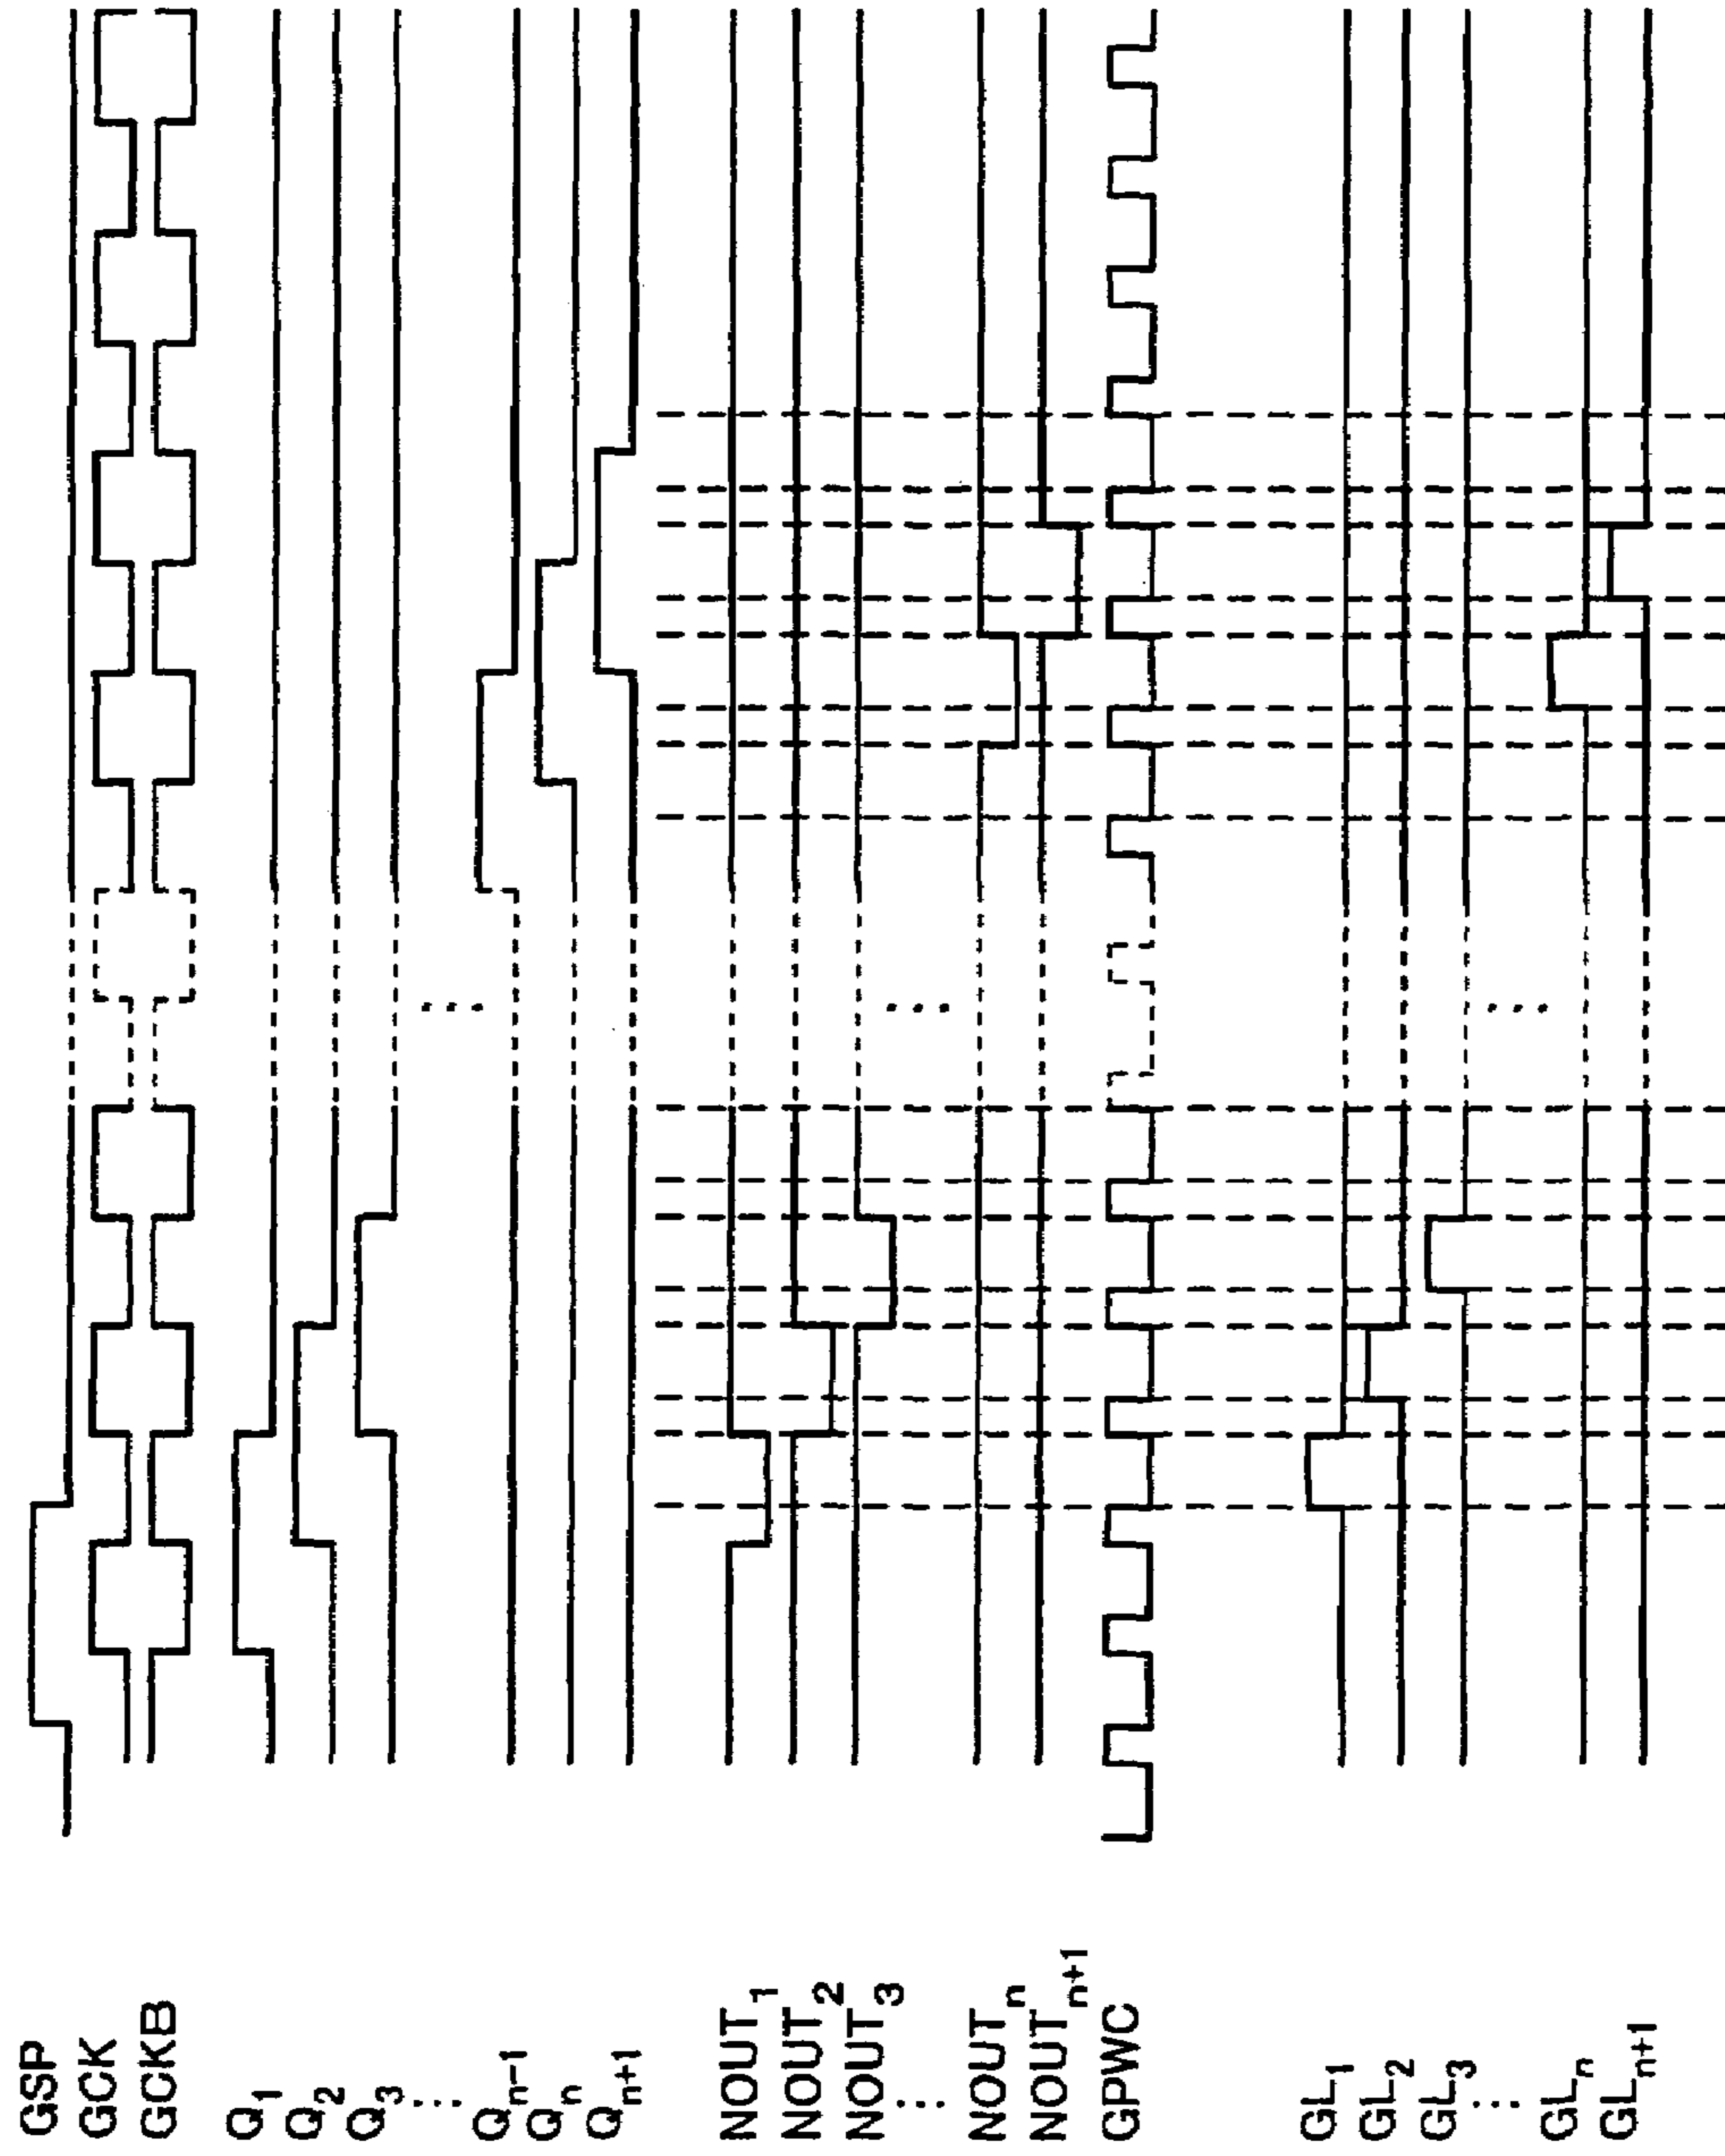 GSP
GCK
GCKB
Q1
Q2
Q3
⋮
Qn-1
Qn
Qn+1
NOUT1
NOUT2
NOUT3
⋮
NOUTn
NOUTn+1
GPWC
GL1
GL2
GL3
⋮
GLn
GLn+1